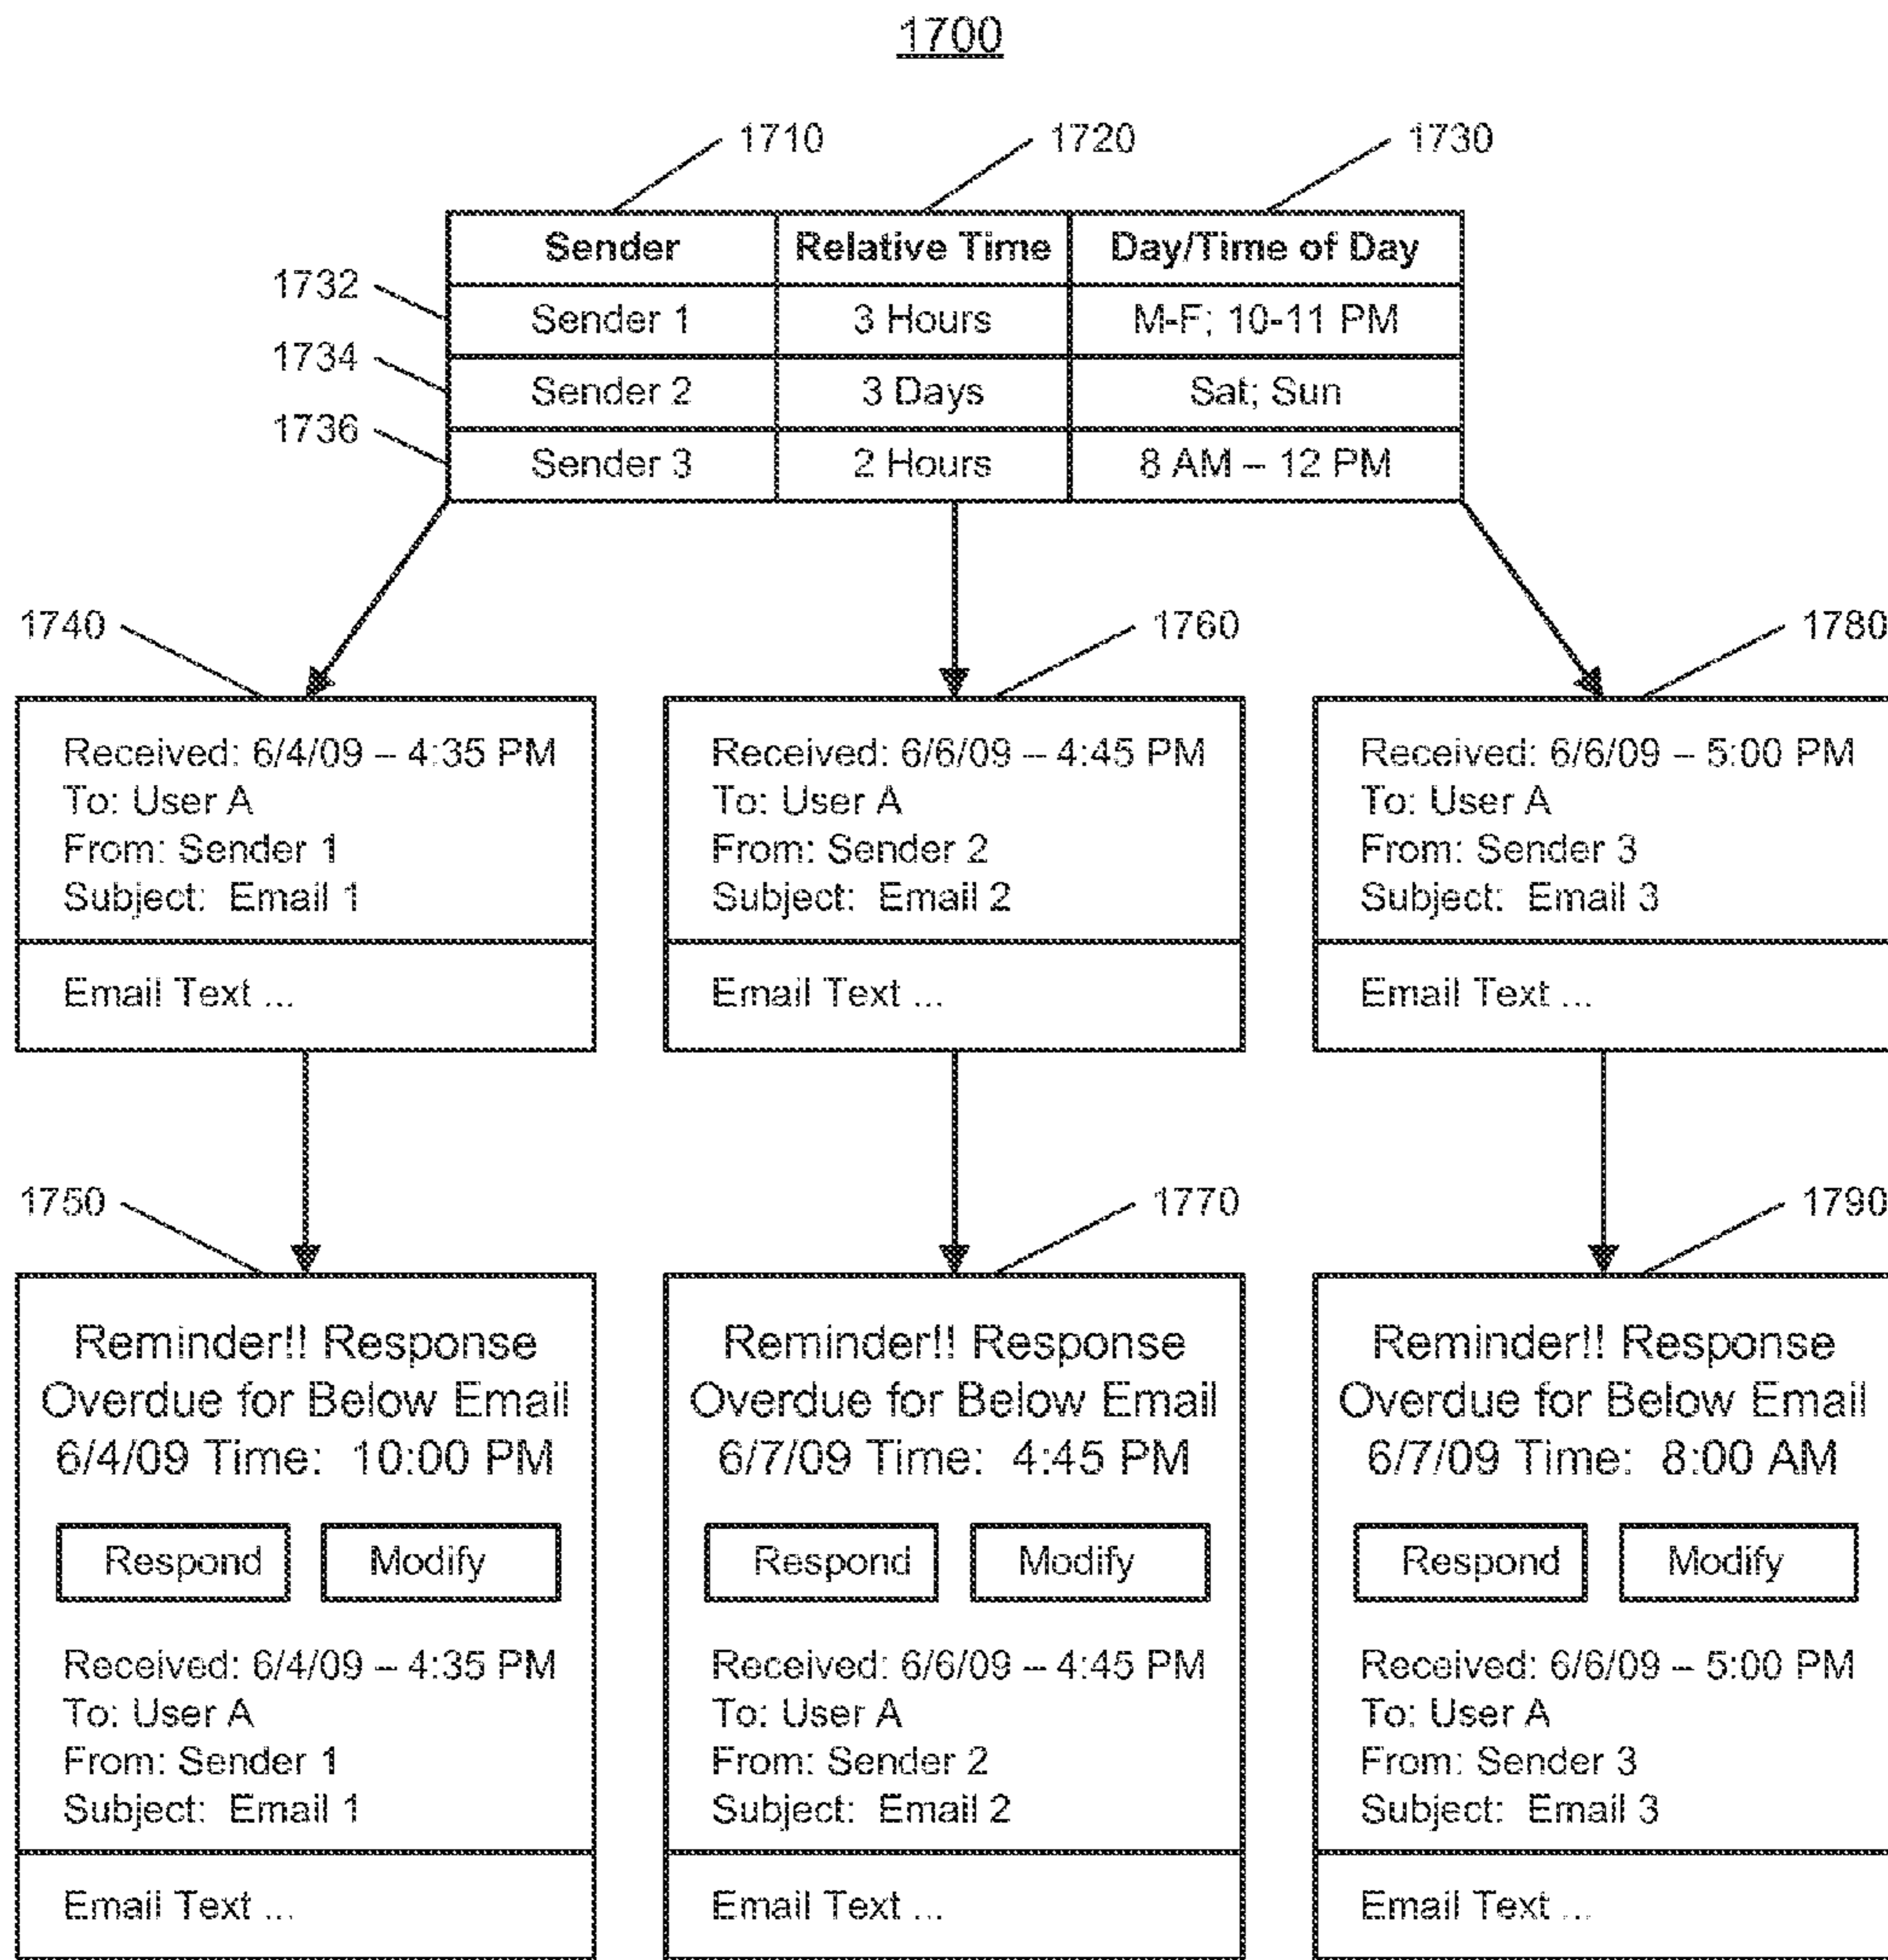 1700
1710
1720
1730
Sender Relative Time Day/Time of Day
1732
Sender 1 3 Hours M-F; 10-11 PM
1734
Sender 2 3 Days Sat; Sun
1736
Sender 3 2 Hours 8 AM – 12 PM
1740
Received: 6/4/09 – 4:35 PM
To: User A
From: Sender 1
Subject: Email 1
Email Text ...
1760
Received: 6/6/09 – 4:45 PM
To: User A
From: Sender 2
Subject: Email 2
Email Text ...
1780
Received: 6/6/09 – 5:00 PM
To: User A
From: Sender 3
Subject: Email 3
Email Text ...
1750
Reminder!! Response
Overdue for Below Email
6/4/09 Time: 10:00 PM
Respond Modify
Received: 6/4/09 – 4:35 PM
To: User A
From: Sender 1
Subject: Email 1
Email Text ...
1770
Reminder!! Response
Overdue for Below Email
6/7/09 Time: 4:45 PM
Respond Modify
Received: 6/6/09 – 4:45 PM
To: User A
From: Sender 2
Subject: Email 2
Email Text ...
1790
Reminder!! Response
Overdue for Below Email
6/7/09 Time: 8:00 AM
Respond Modify
Received: 6/6/09 – 5:00 PM
To: User A
From: Sender 3
Subject: Email 3
Email Text ...